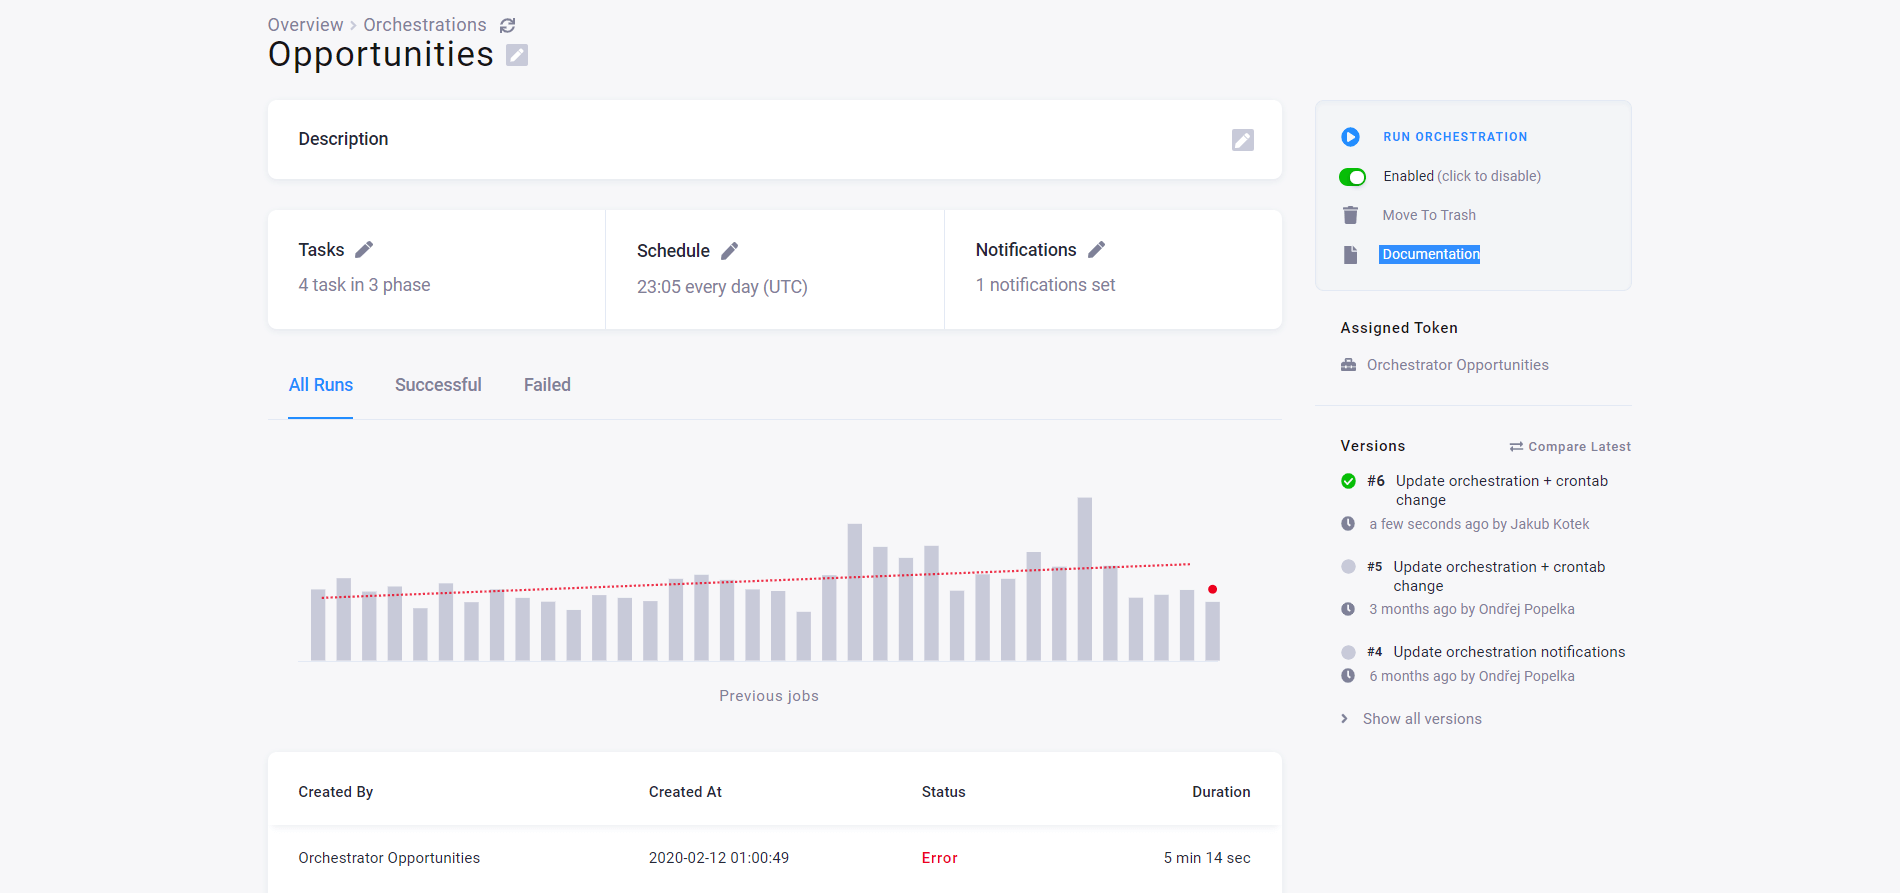 Overview > Orchestrations
Opportunities
Description
Tasks
4 task in 3 phase
Schedule
23:05 every day (UTC)
Notifications
1 notifications set
All Runs Successful Failed
Previous jobs
Created By Created At Status Duration
Orchestrator Opportunities 2020-02-12 01:00:49 Error 5 min 14 sec
RUN ORCHESTRATION
Enabled (click to disable)
Move To Trash
Documentation
Assigned Token
Orchestrator Opportunities
Versions Compare Latest
#6 Update orchestration + crontab
change
a few seconds ago by Jakub Kotek
#5 Update orchestration + crontab
change
3 months ago by Ondřej Popelka
#4 Update orchestration notifications
6 months ago by Ondřej Popelka
Show all versions